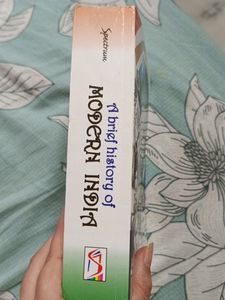 Spectrum
A brief history of
MODERN INDIA